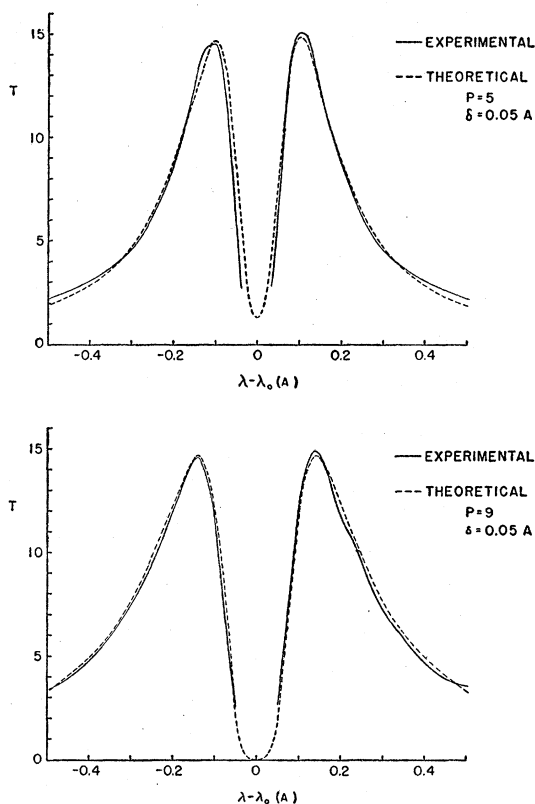 15
10
5
0
T
-0.4 -0.2 0 0.2 0.4
λ-λ₀(A)
EXPERIMENTAL
THEORETICAL
P=5
δ=0.05 A
15
10
5
0
T
-0.4 -0.2 0 0.2 0.4
λ-λ₀(A)
EXPERIMENTAL
THEORETICAL
P=9
δ=0.05 A